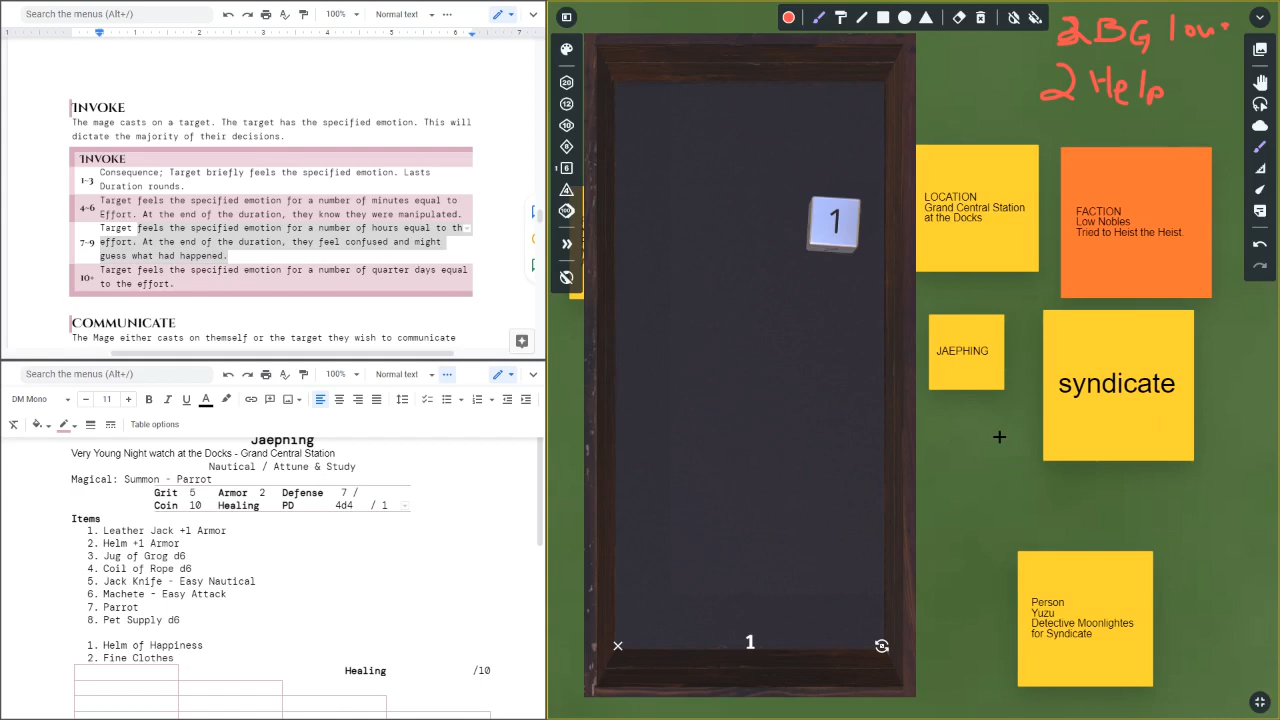 Search the menus (Alt+/)
100%
Normal text
INVOKE
The mage casts on a target. The target has the specified emotion. This will
dictate the majority of their decisions.
INVOKE
1-3
Consequence; Target briefly feels the specified emotion. Lasts
Duration rounds.
4-6
Target feels the specified emotion for a number of minutes equal to
Effort. At the end of the duration, they know they were manipulated.
7-9
Target feels the specified emotion for a number of hours equal to th
effort. At the end of the duration, they feel confused and might
guess what had happened.
10+
Target feels the specified emotion for a number of quarter days equal
to the effort.
COMMUNICATE
The Mage either casts on themself or the target they wish to communicate
Search the menus (Alt+/)
100%
Normal text
DM Mono
11
B I U A
Table options
Jaephing
Very Young Night watch at the Docks - Grand Central Station
Nautical / Attune & Study
Magical: Summon - Parrot
Grit 5 Armor 2 Defense 7 /
Coin 10 Healing PD 4d4 / 1
Items
1. Leather Jack +1 Armor
2. Helm +1 Armor
3. Jug of Grog d6
4. Coil of Rope d6
5. Jack Knife - Easy Nautical
6. Machete - Easy Attack
7. Parrot
8. Pet Supply d6
1. Helm of Happiness
2. Fine Clothes
Healing /10
20
12
10
8
1 6
4
100
1
1
2 Help
LOCATION
Grand Central Station
at the Docks
FACTION
Low Nobles
Tried to Heist the Heist.
JAEPHING
syndicate
Person
Yuzu
Detective Moonlightes
for Syndicate